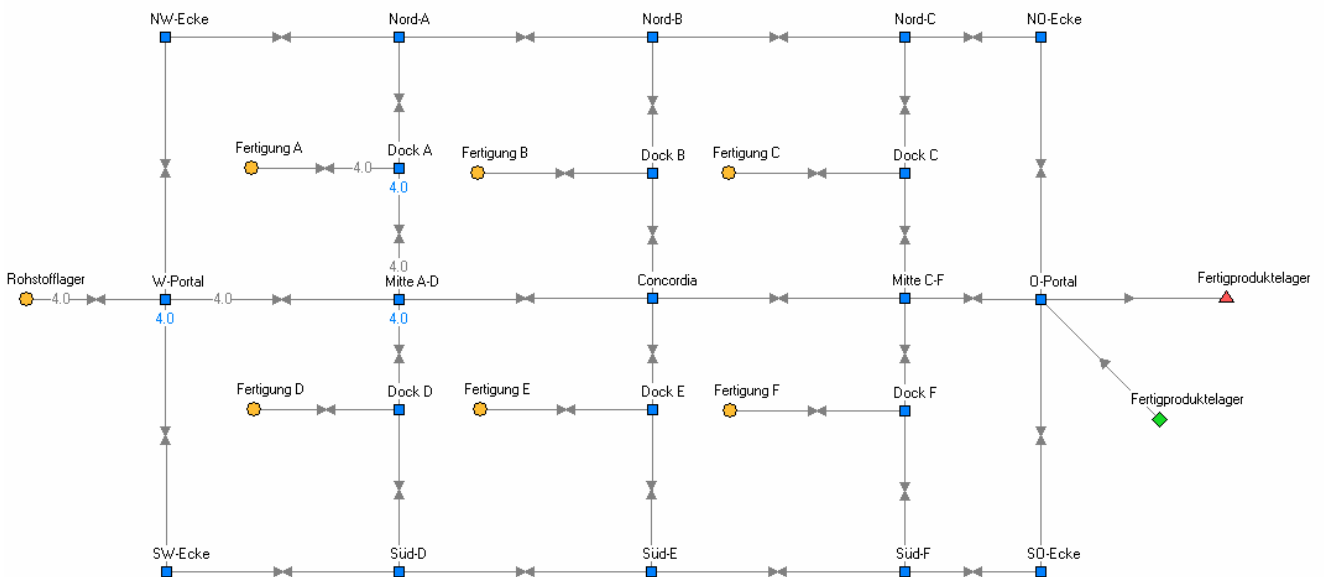 NW-Ecke Nord-A Nord-B Nord-C NO-Ecke
Fertigung A Dock A Fertigung B Dock B Fertigung C Dock C
4.0
4.0
4.0
Rohstofflager W-Portal Mitte A-D Concordia Mitte C-F O-Portal Fertigproduktelager
4.0 4.0
4.0 4.0
Fertigung D Dock D Fertigung E Dock E Fertigung F Dock F Fertigproduktelager
SW-Ecke Süd-D Süd-E Süd-F SO-Ecke